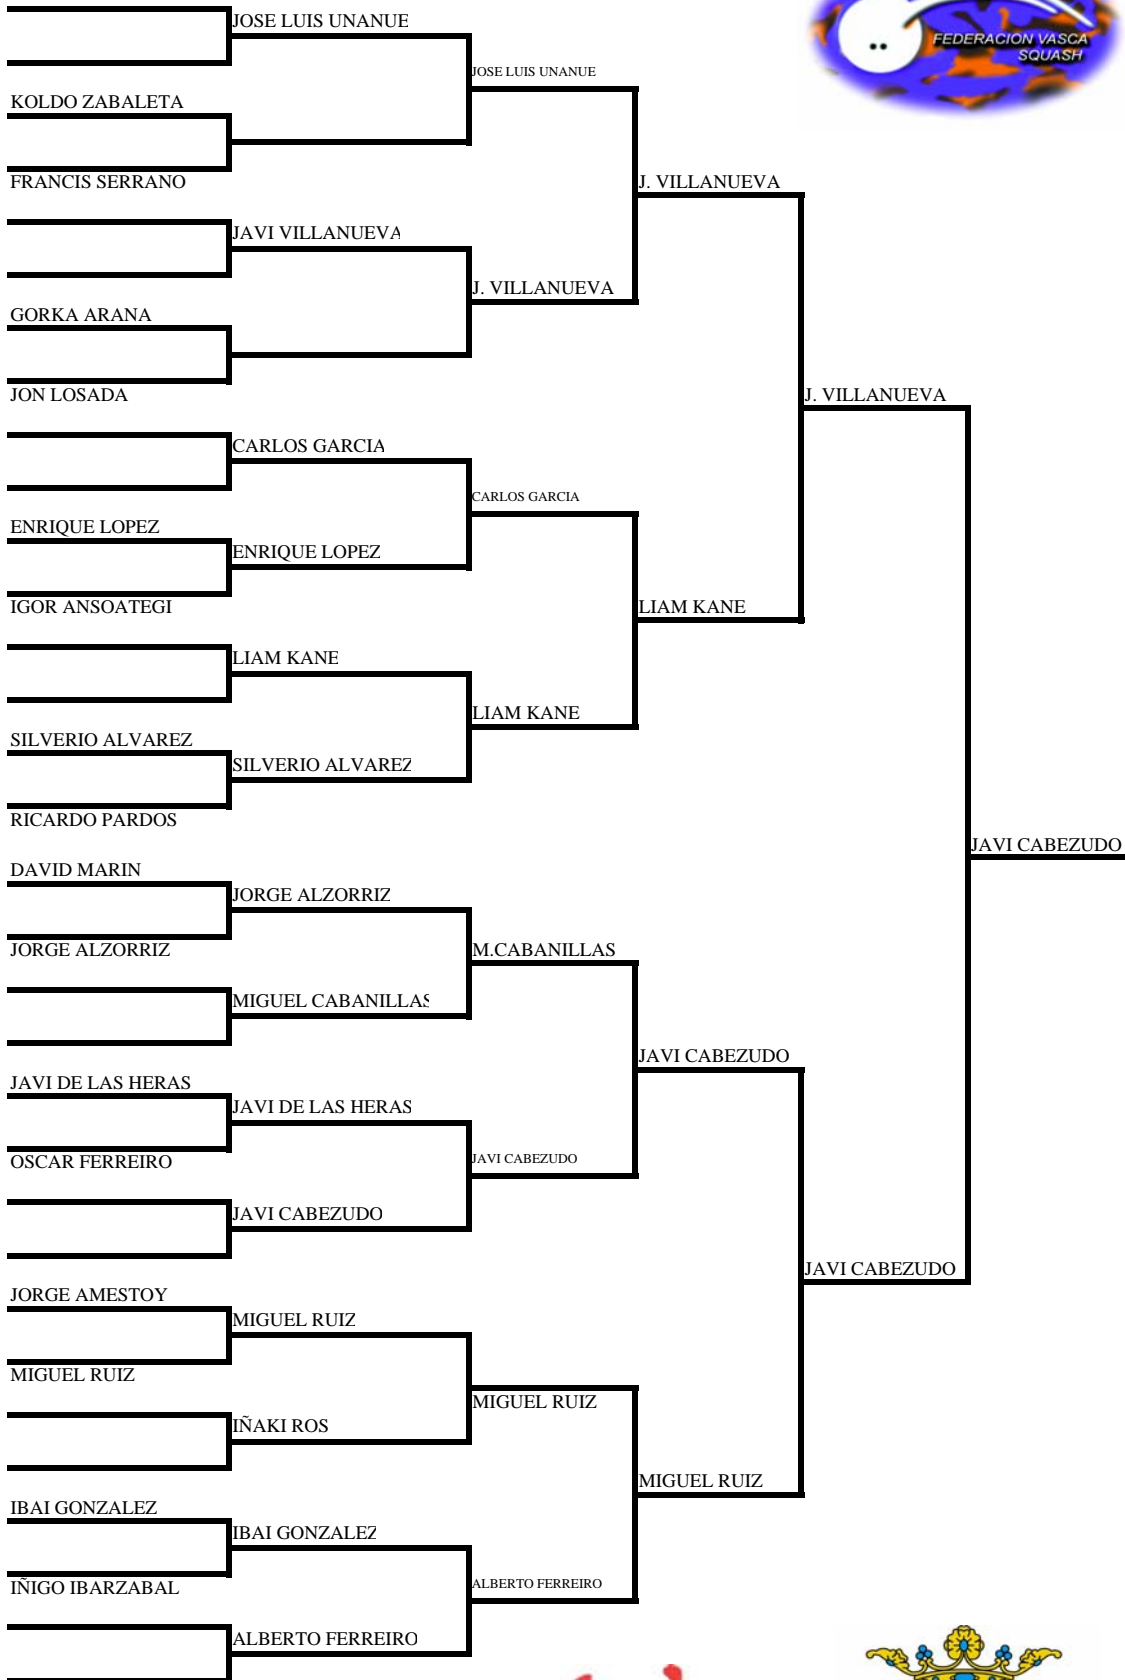 JOSE LUIS UNANUE
FEDERACION VASCA
SQUASH
JOSE LUIS UNANUE
KOLDO ZABALETA
FRANCIS SERRANO
J. VILLANUEVA
JAVI VILLANUEVA
J. VILLANUEVA
GORKA ARANA
JON LOSADA
J. VILLANUEVA
CARLOS GARCIA
CARLOS GARCIA
ENRIQUE LOPEZ
ENRIQUE LOPEZ
IGOR ANSOATEGI
LIAM KANE
LIAM KANE
LIAM KANE
SILVERIO ALVAREZ
SILVERIO ALVAREZ
RICARDO PARDOS
JAVI CABEZUDO
DAVID MARIN
JORGE ALZORRIZ
JORGE ALZORRIZ
M.CABANILLAS
MIGUEL CABANILLAS
JAVI CABEZUDO
JAVI DE LAS HERAS
JAVI DE LAS HERAS
OSCAR FERREIRO
JAVI CABEZUDO
JAVI CABEZUDO
JAVI CABEZUDO
JORGE AMESTOY
MIGUEL RUIZ
MIGUEL RUIZ
MIGUEL RUIZ
IÑAKI ROS
MIGUEL RUIZ
IBAI GONZALEZ
IBAI GONZALEZ
IÑIGO IBARZABAL
ALBERTO FERREIRO
ALBERTO FERREIRO